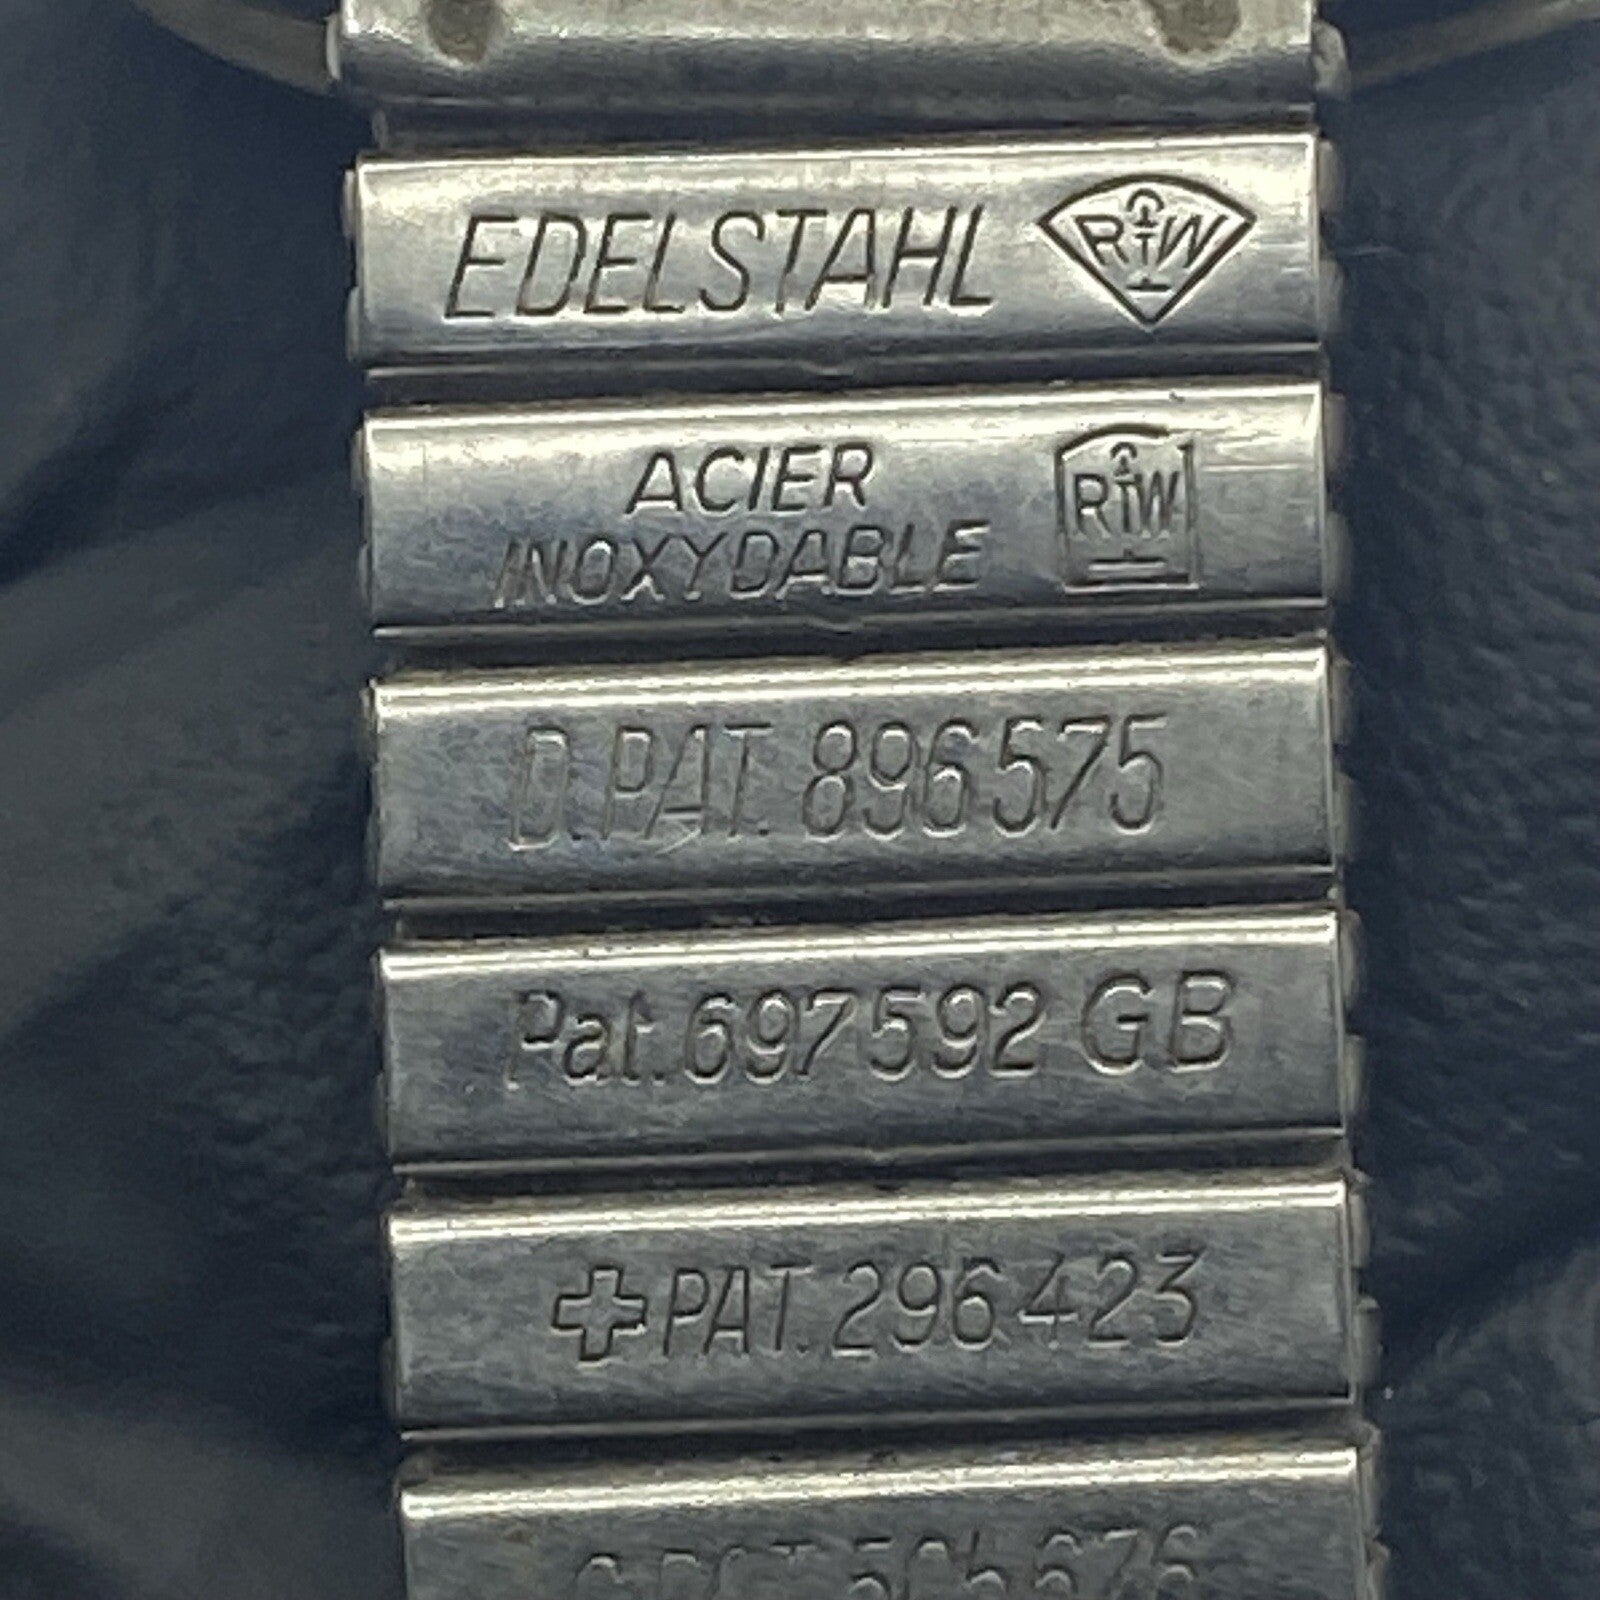 EDELSTAHL RW
ACIER
INOXYDABLE RW
D.PAT. 896575
Pat.697592 GB
PAT.296423